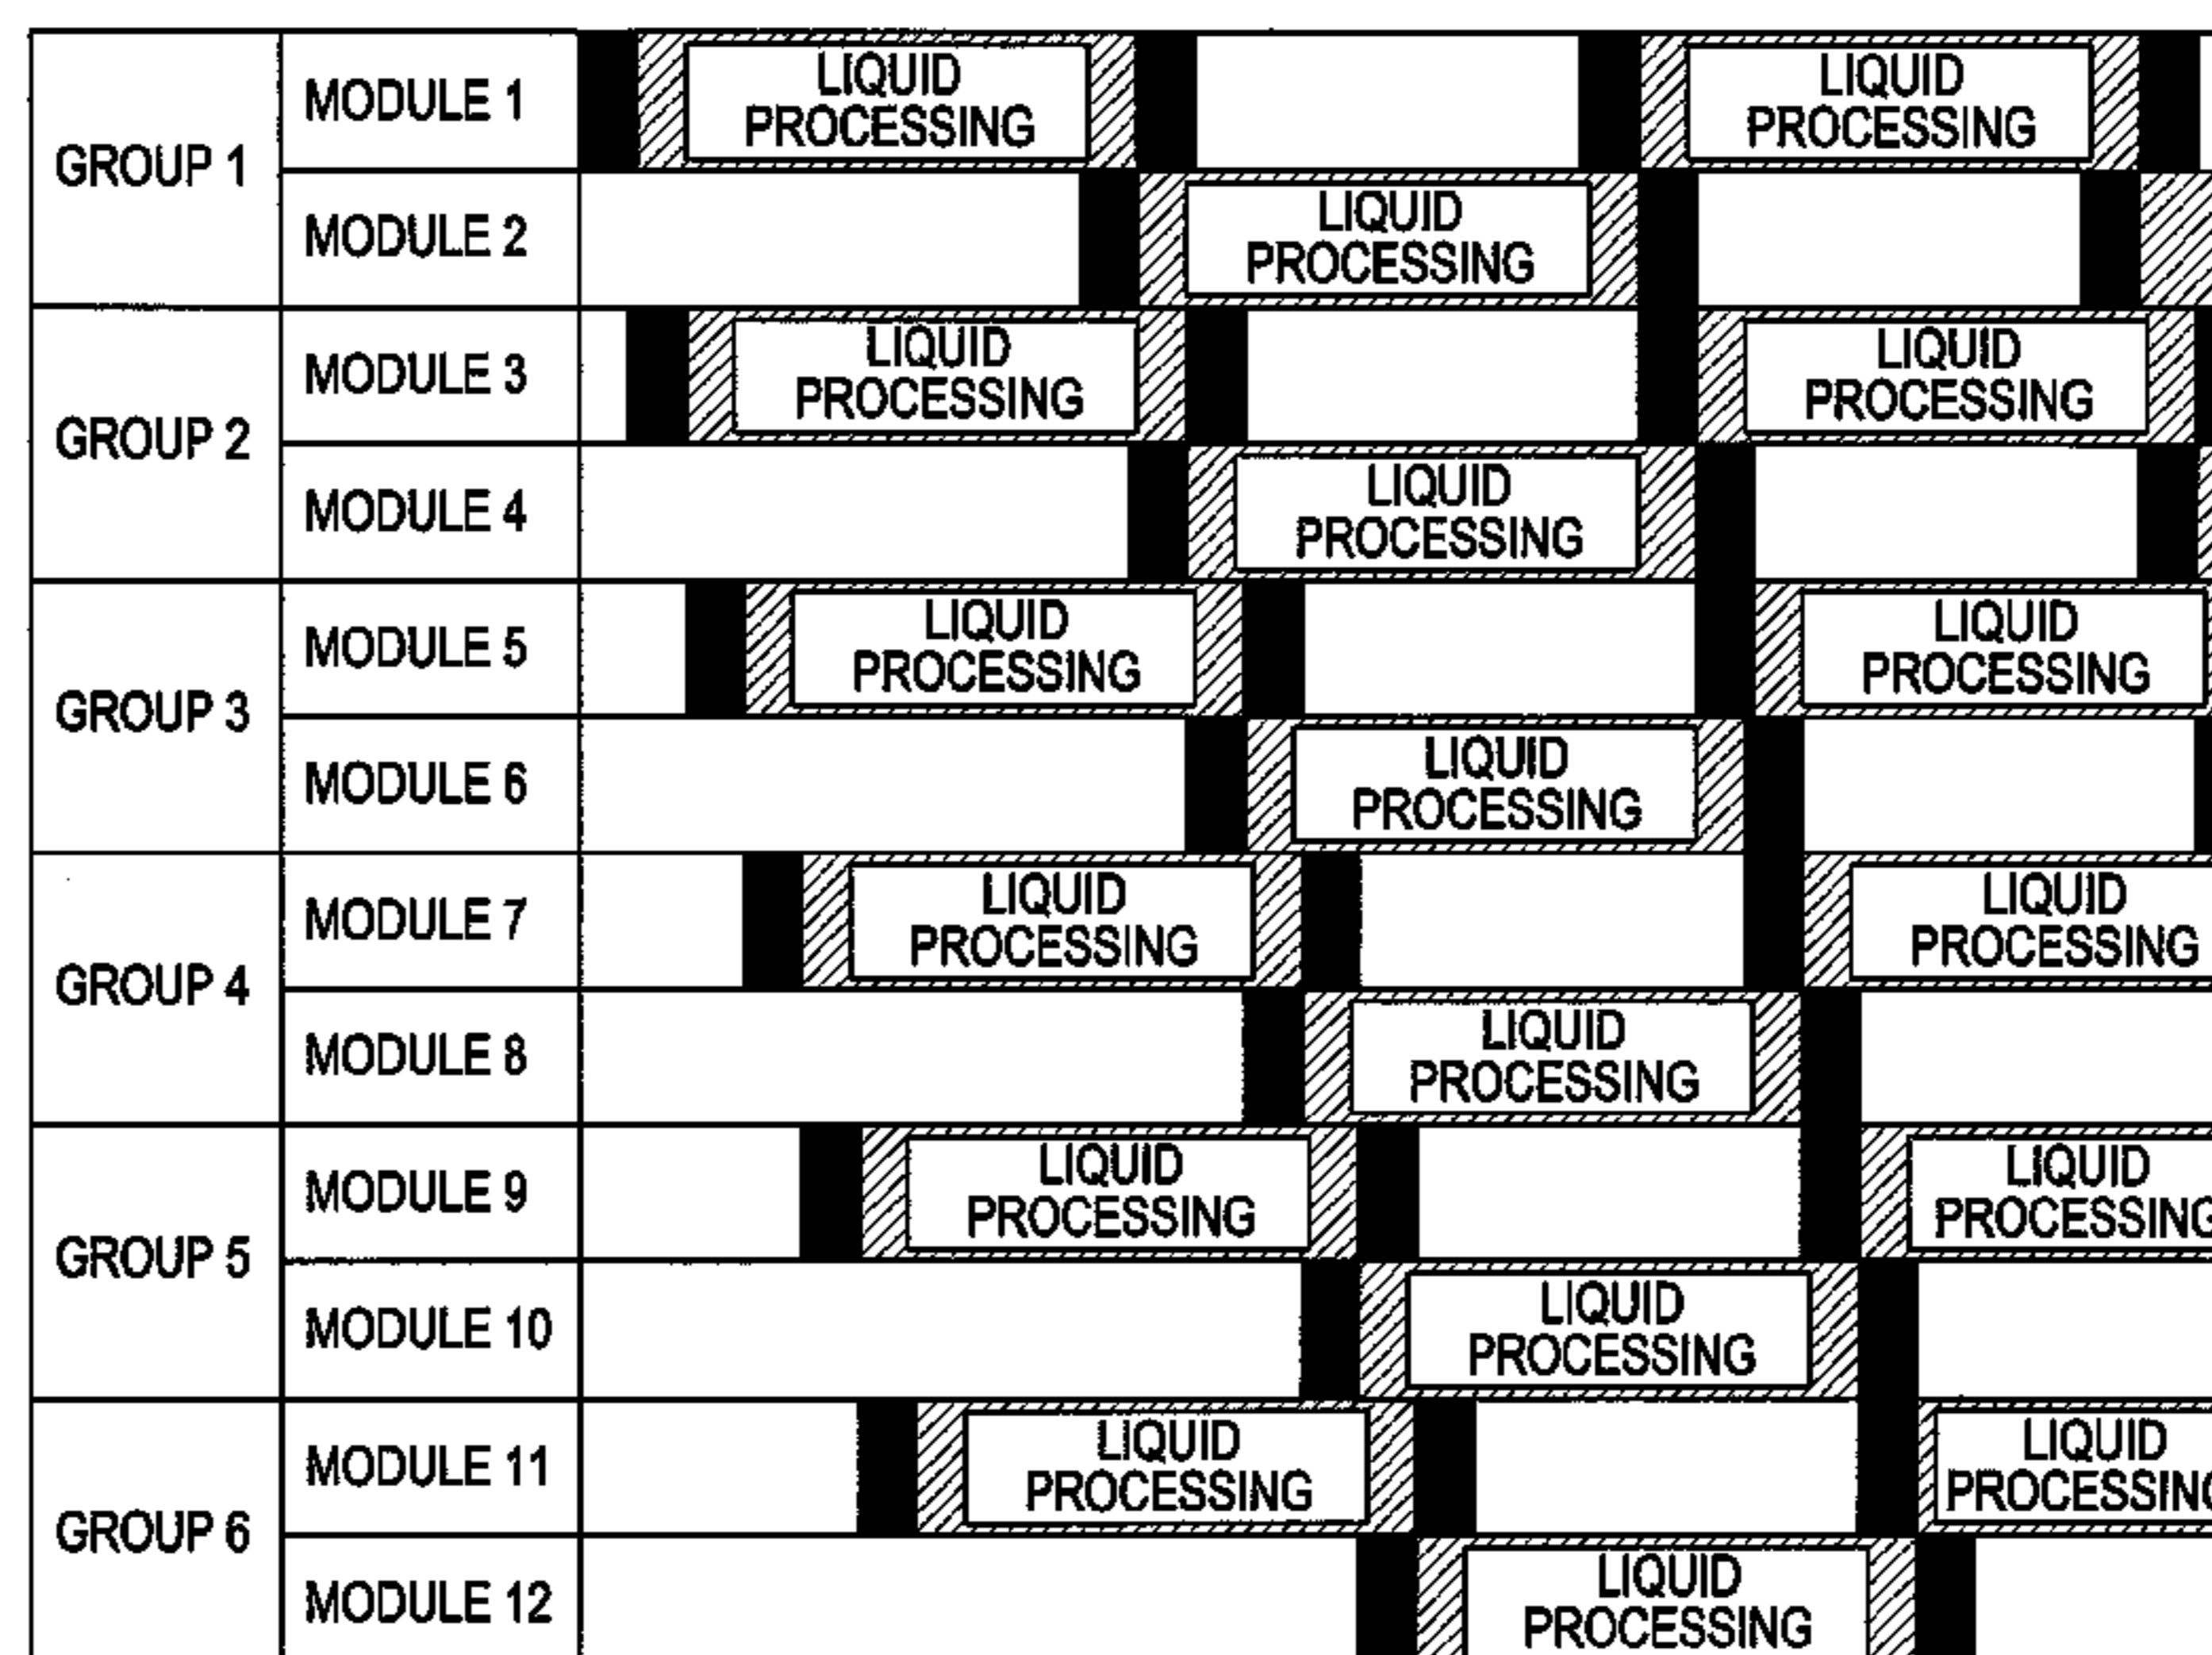 GROUP 1
MODULE 1
LIQUID
PROCESSING
LIQUID
PROCESSING
MODULE 2
LIQUID
PROCESSING
GROUP 2
MODULE 3
LIQUID
PROCESSING
LIQUID
PROCESSING
MODULE 4
LIQUID
PROCESSING
GROUP 3
MODULE 5
LIQUID
PROCESSING
LIQUID
PROCESSING
MODULE 6
LIQUID
PROCESSING
GROUP 4
MODULE 7
LIQUID
PROCESSING
LIQUID
PROCESSING
MODULE 8
LIQUID
PROCESSING
GROUP 5
MODULE 9
LIQUID
PROCESSING
LIQUID
PROCESSING
MODULE 10
LIQUID
PROCESSING
GROUP 6
MODULE 11
LIQUID
PROCESSING
LIQUID
PROCESSING
MODULE 12
LIQUID
PROCESSING